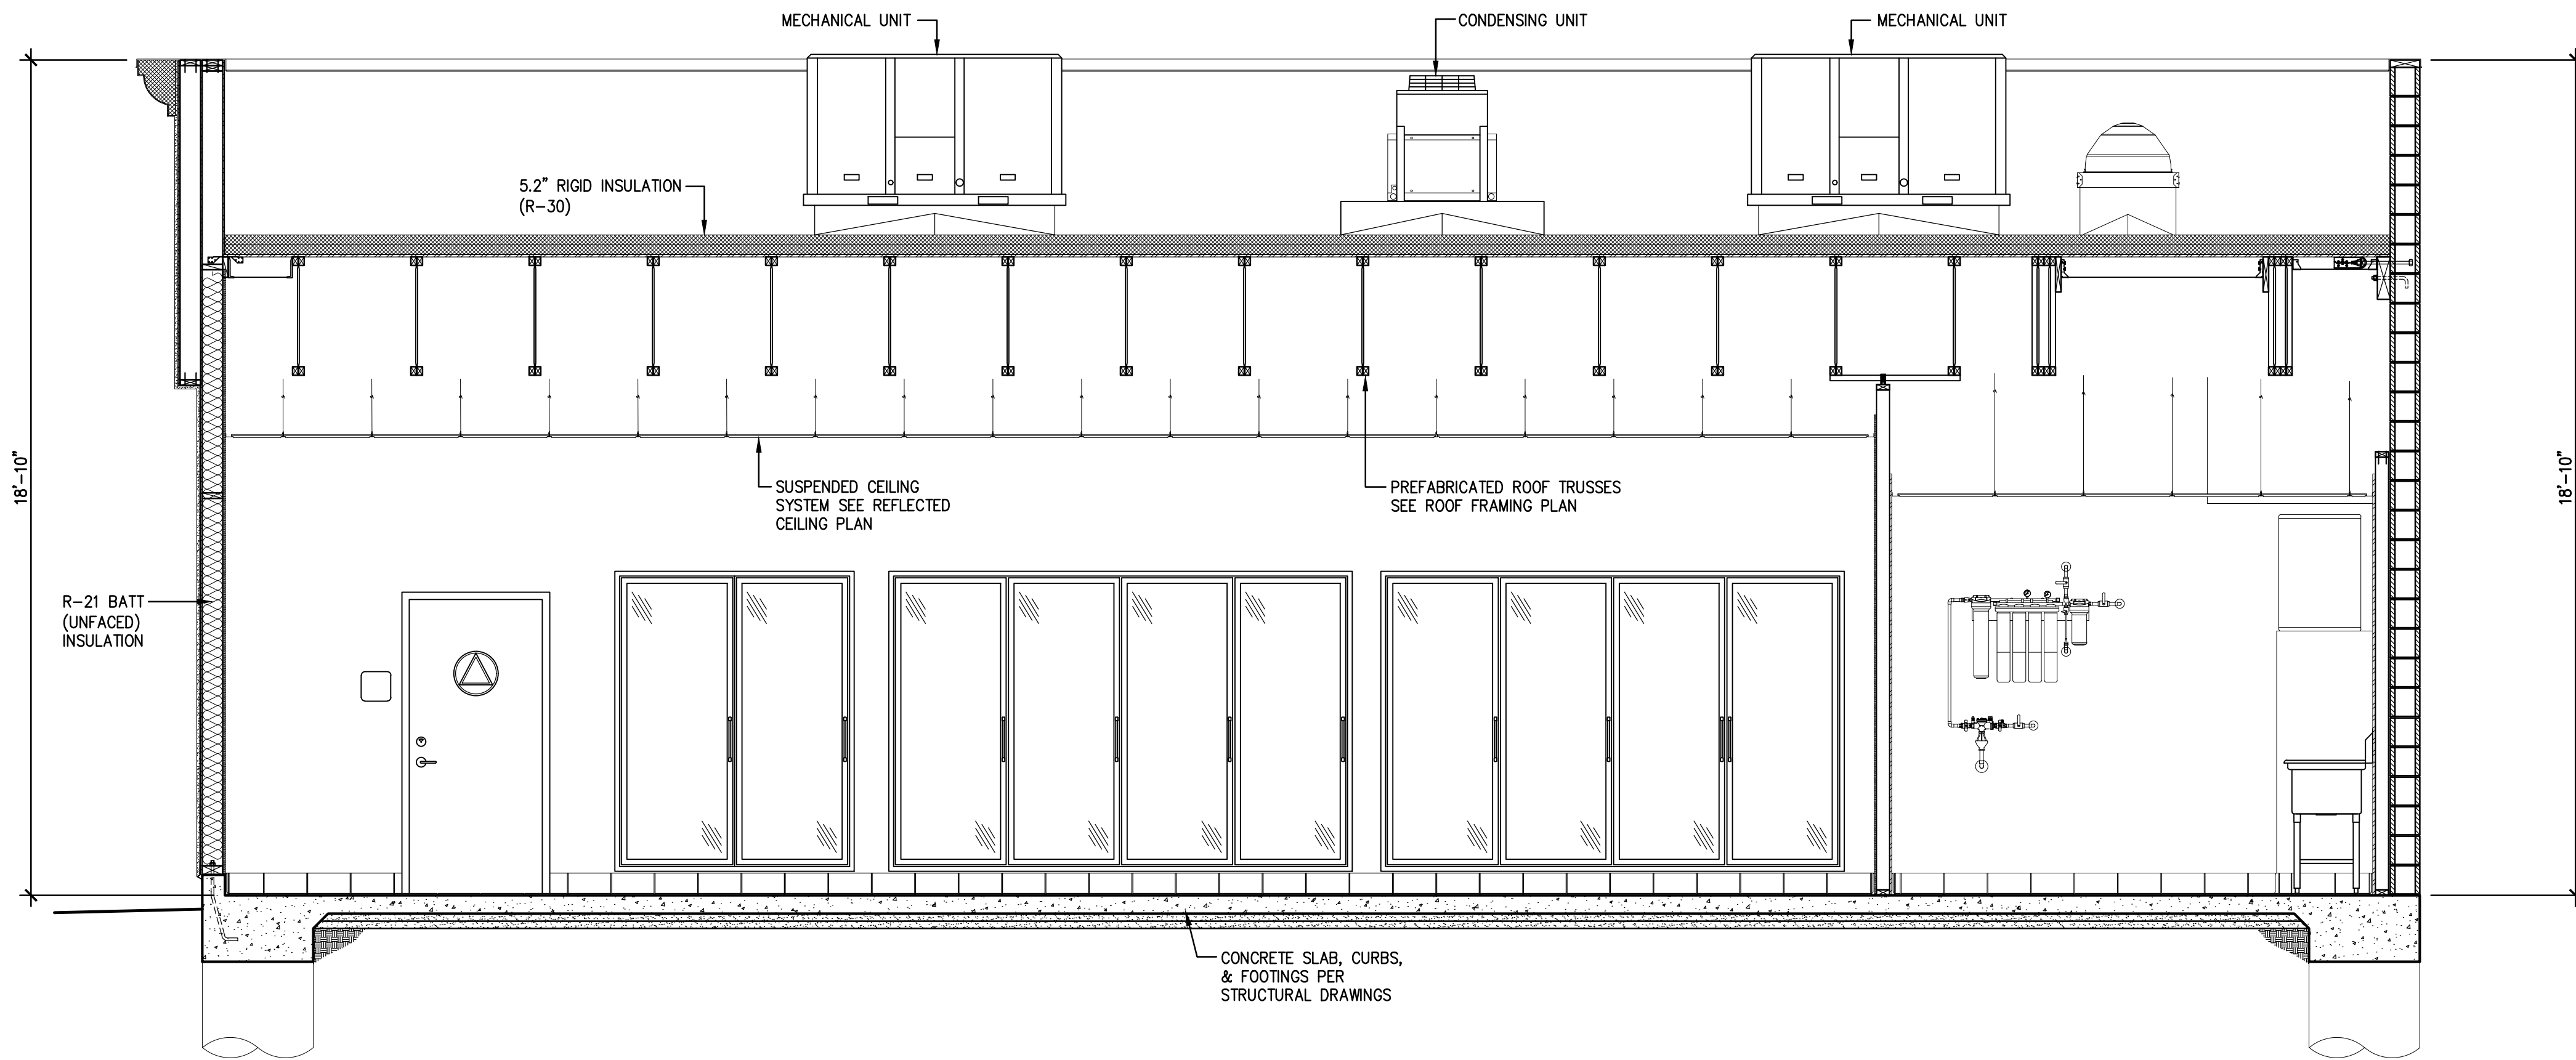 MECHANICAL UNIT
CONDENSING UNIT
MECHANICAL UNIT
5.2" RIGID INSULATION
(R-30)
18'-10"
18'-10"
SUSPENDED CEILING
SYSTEM SEE REFLECTED
CEILING PLAN
PREFABRICATED ROOF TRUSSES
SEE ROOF FRAMING PLAN
R-21 BATT
(UNFACED)
INSULATION
CONCRETE SLAB, CURBS,
& FOOTINGS PER
STRUCTURAL DRAWINGS